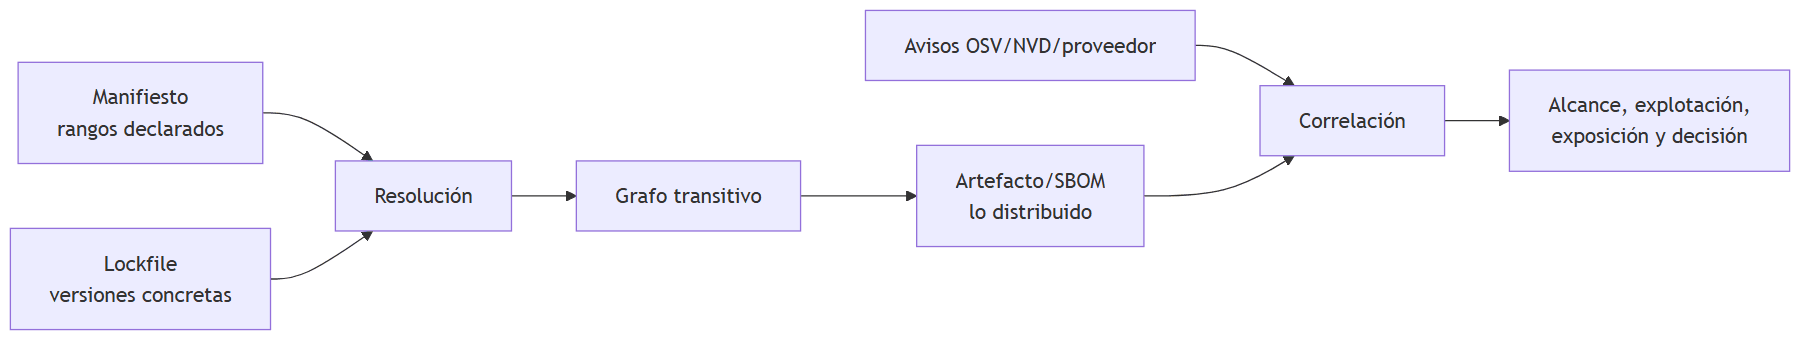 Manifiesto
rangos declarados
Lockfile
versiones concretas
Resolución
Grafo transitivo
Avisos OSV/NVD/proveedor
Artefacto/SBOM
lo distribuido
Correlación
Alcance, explotación,
exposición y decisión